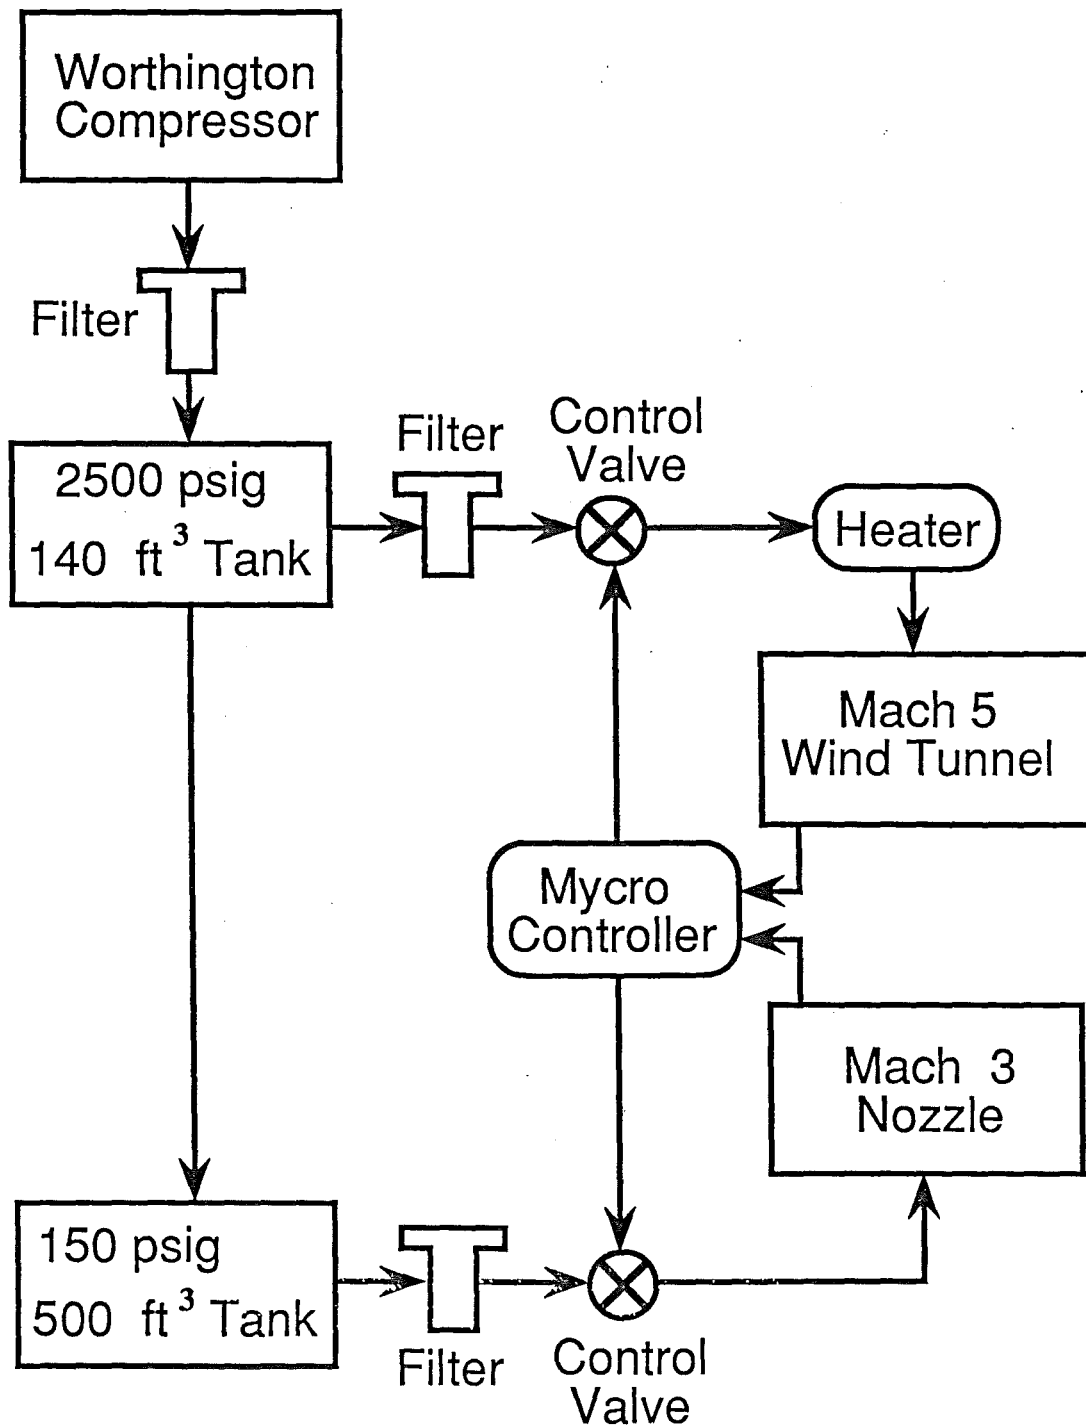 Worthington
Compressor
Filter
2500 psig
140 ft³ Tank
Filter
Control
Valve
Heater
Mach 5
Wind Tunnel
Mycro
Controller
Mach 3
Nozzle
150 psig
500 ft³ Tank
Filter
Control
Valve